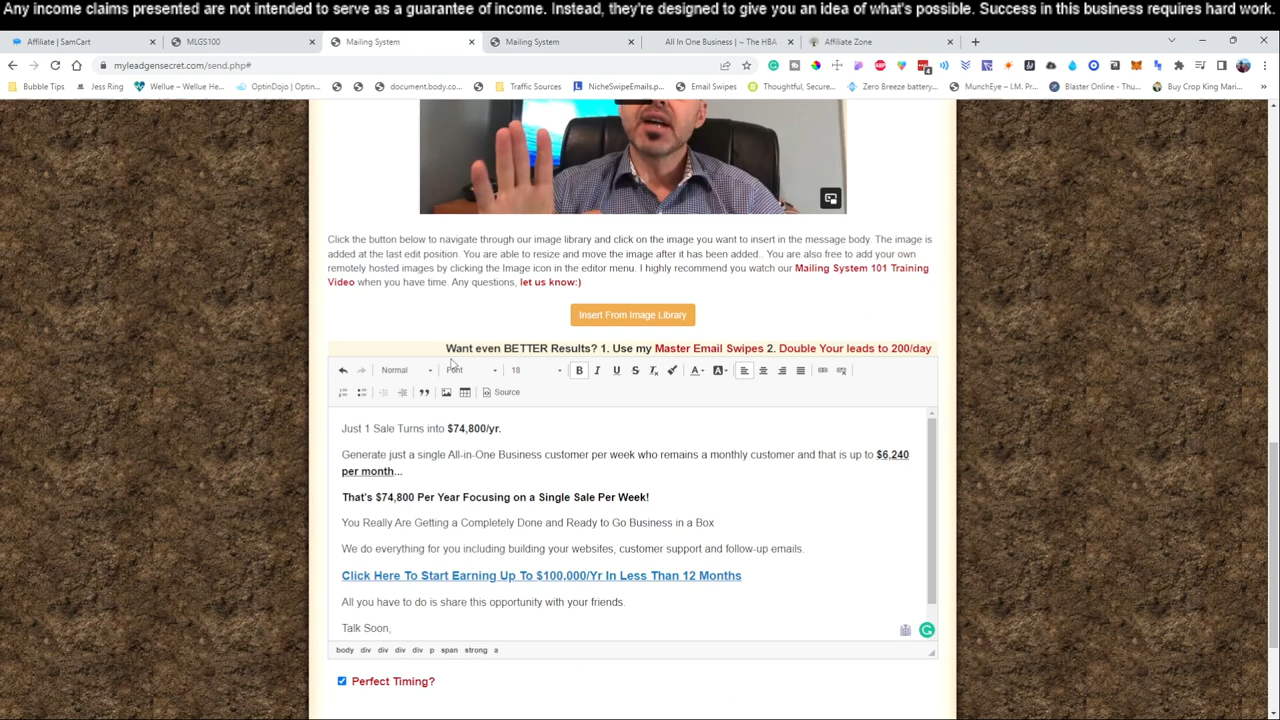 Any income claims presented are not intended to serve as a guarantee of income. Instead, they're designed to give you an idea of what's possible. Success in this business requires hard work.
Affiliate | SamCart
MLGS100
Mailing System
Mailing System
All In One Business | ~ The HBA
Affiliate Zone
myleadgensecret.com/send.php#
Bubble Tips
Jess Ring
Wellue – Wellue He...
OptinDojo | Optin...
document.body.co...
Traffic Sources
NicheSwipeEmails.p...
Email Swipes
Thoughtful, Secure...
Zero Breeze battery...
MunchEye – I.M. Pr...
Blaster Online - Thu...
Buy Crop King Mari...
Click the button below to navigate through our image library and click on the image you want to insert in the message body. The image is
added at the last edit position. You are able to resize and move the image after it has been added.. You are also free to add your own
remotely hosted images by clicking the Image icon in the editor menu. I highly recommend you watch our Mailing System 101 Training
Video when you have time. Any questions, let us know:)
Insert From Image Library
Want even BETTER Results? 1. Use my Master Email Swipes 2. Double Your leads to 200/day
Normal
Font
18
Source
Just 1 Sale Turns into $74,800/yr.
Generate just a single All-in-One Business customer per week who remains a monthly customer and that is up to $6,240
per month...
That's $74,800 Per Year Focusing on a Single Sale Per Week!
You Really Are Getting a Completely Done and Ready to Go Business in a Box
We do everything for you including building your websites, customer support and follow-up emails.
Click Here To Start Earning Up To $100,000/Yr In Less Than 12 Months
All you have to do is share this opportunity with your friends.
Talk Soon,
body div div div div p span strong a
Perfect Timing?